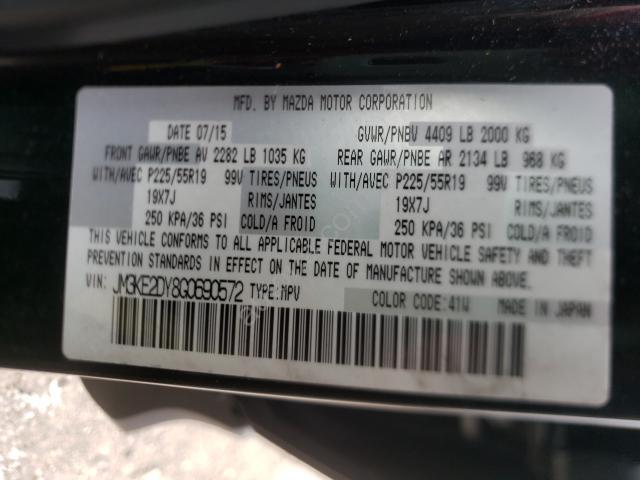 MFD. BY MAZDA MOTOR CORPORATION
DATE 07/15 GVWR/PNBV 4409 LB 2000 KG
FRONT GAWR/PNBE AV 2282 LB 1035 KG REAR GAWR/PNBE AR 2134 LB 968 KG
WITH/AVEC P225/55R19 99V TIRES/PNEUS WITH/AVEC P225/55R19 99V TIRES/PNEUS
19X7J RIMS/JANTES 19X7J RIMS/JANTES
250 KPA/36 PSI COLD/A FROID 250 KPA/36 PSI COLD/A FROID
THIS VEHICLE CONFORMS TO ALL APPLICABLE FEDERAL MOTOR VEHICLE SAFETY AND THEFT
PREVENTION STANDARDS IN EFFECT ON THE DATE OF MANUFACTURE SHOWN ABOVE.
VIN: JM3KE2DY8G0690572 TYPE:MPV COLOR CODE:41W MADE IN JAPAN